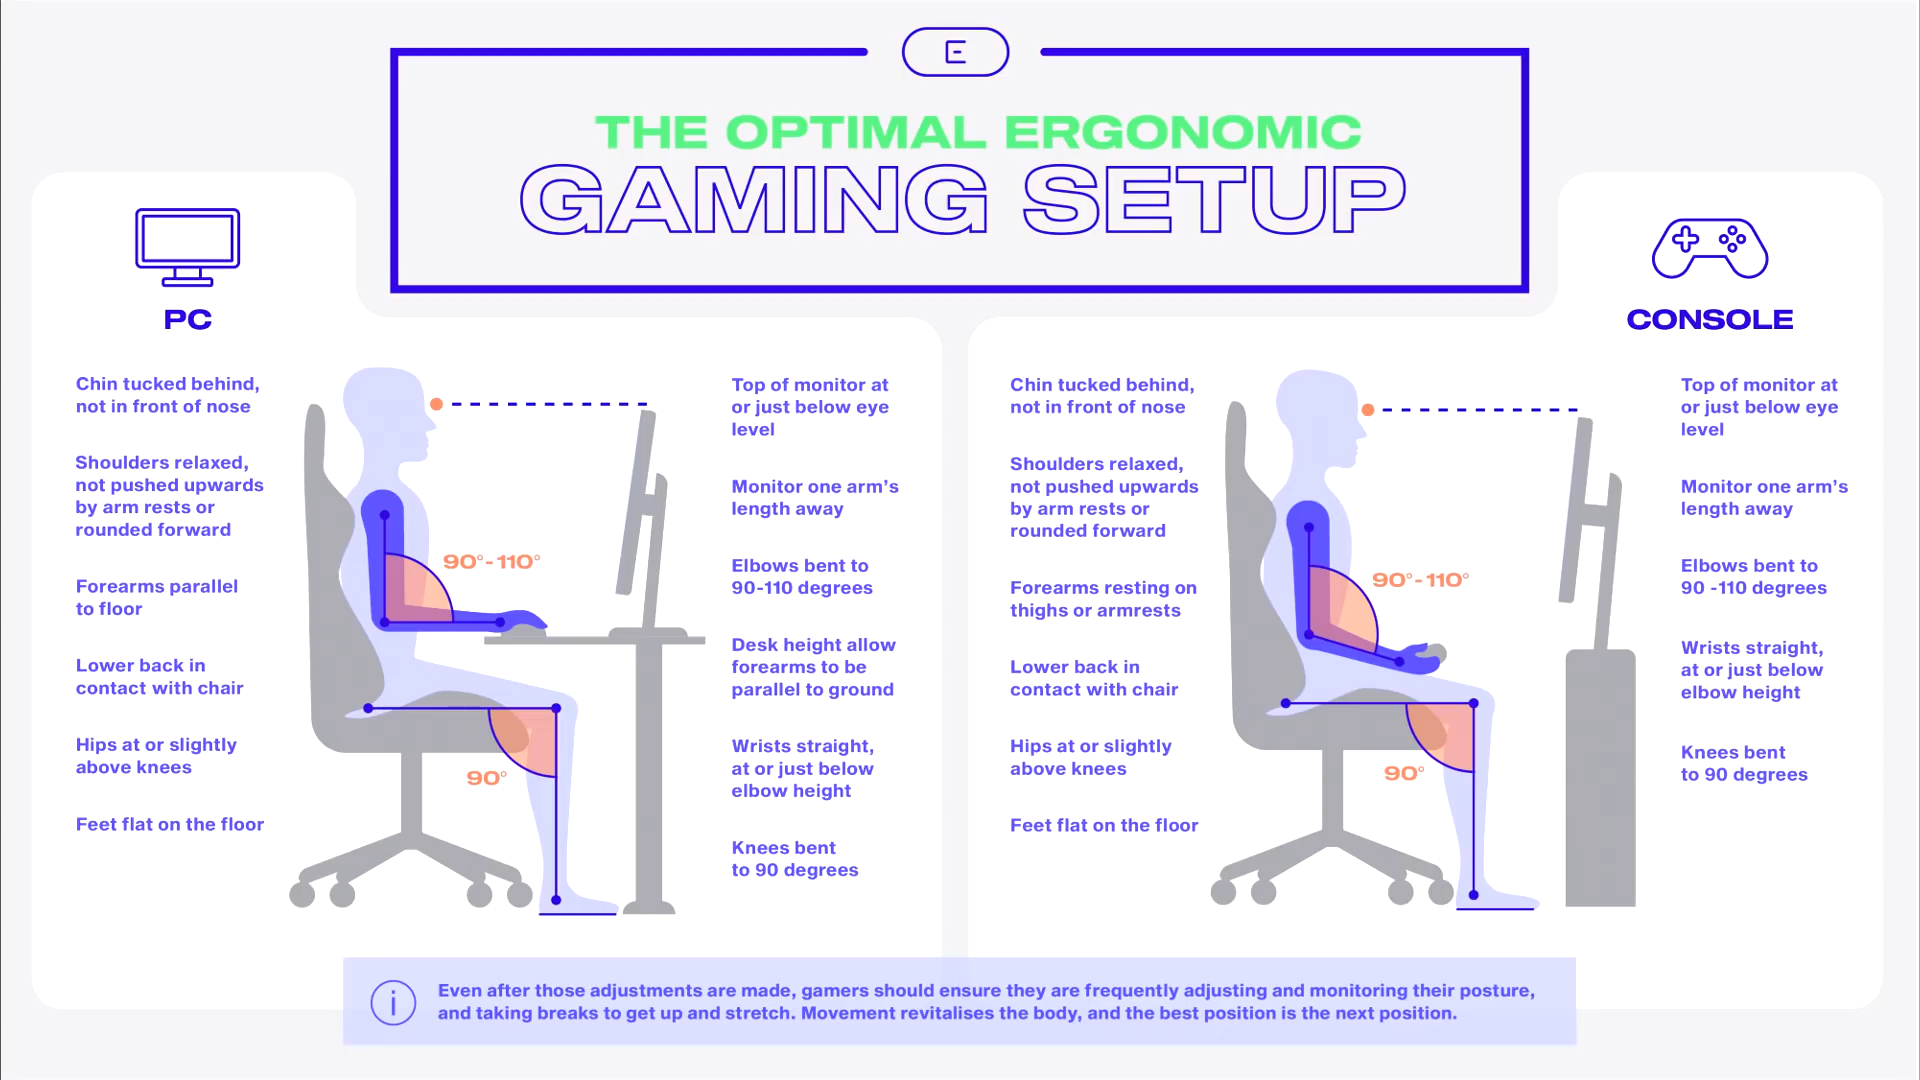 E
THE OPTIMAL ERGONOMIC
GAMING SETUP
PC
Chin tucked behind,
not in front of nose
Shoulders relaxed,
not pushed upwards
by arm rests or
rounded forward
Forearms parallel
to floor
Lower back in
contact with chair
Hips at or slightly
above knees
Feet flat on the floor
90°-110°
90°
Top of monitor at
or just below eye
level
Monitor one arm’s
length away
Elbows bent to
90-110 degrees
Desk height allow
forearms to be
parallel to ground
Wrists straight,
at or just below
elbow height
Knees bent
to 90 degrees
CONSOLE
Chin tucked behind,
not in front of nose
Shoulders relaxed,
not pushed upwards
by arm rests or
rounded forward
Forearms resting on
thighs or armrests
Lower back in
contact with chair
Hips at or slightly
above knees
Feet flat on the floor
90°-110°
90°
Top of monitor at
or just below eye
level
Monitor one arm’s
length away
Elbows bent to
90 -110 degrees
Wrists straight,
at or just below
elbow height
Knees bent
to 90 degrees
i
Even after those adjustments are made, gamers should ensure they are frequently adjusting and monitoring their posture,
and taking breaks to get up and stretch. Movement revitalises the body, and the best position is the next position.